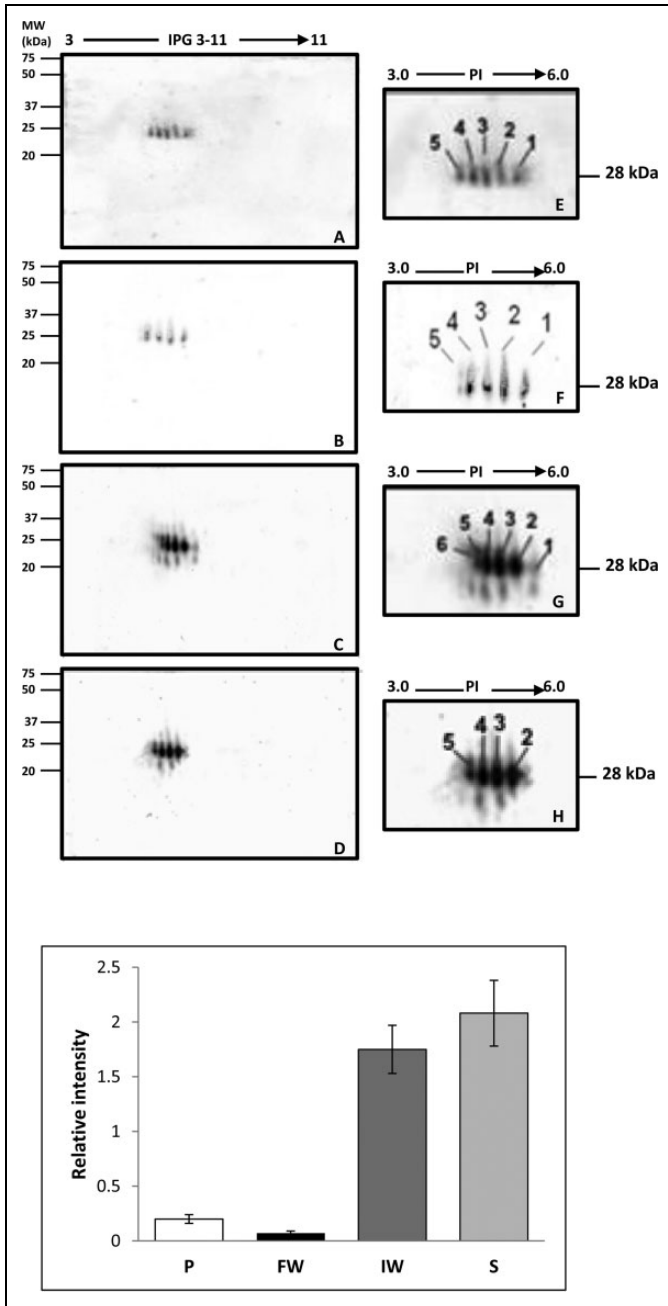 MW
(kDa)
3 IPG 3-11 11
75
50
37
25
20
A
3.0 PI 6.0
5 4 3 2 1
28 kDa
E
75
50
37
25
20
B
3.0 PI 6.0
5 4 3 2 1
28 kDa
F
75
50
37
25
20
C
3.0 PI 6.0
6 5 4 3 2 1
28 kDa
G
75
50
37
25
20
D
3.0 PI 6.0
5 4 3 2
28 kDa
H
Relative intensity
2.5
2
1.5
1
0.5
0
P FW IW S